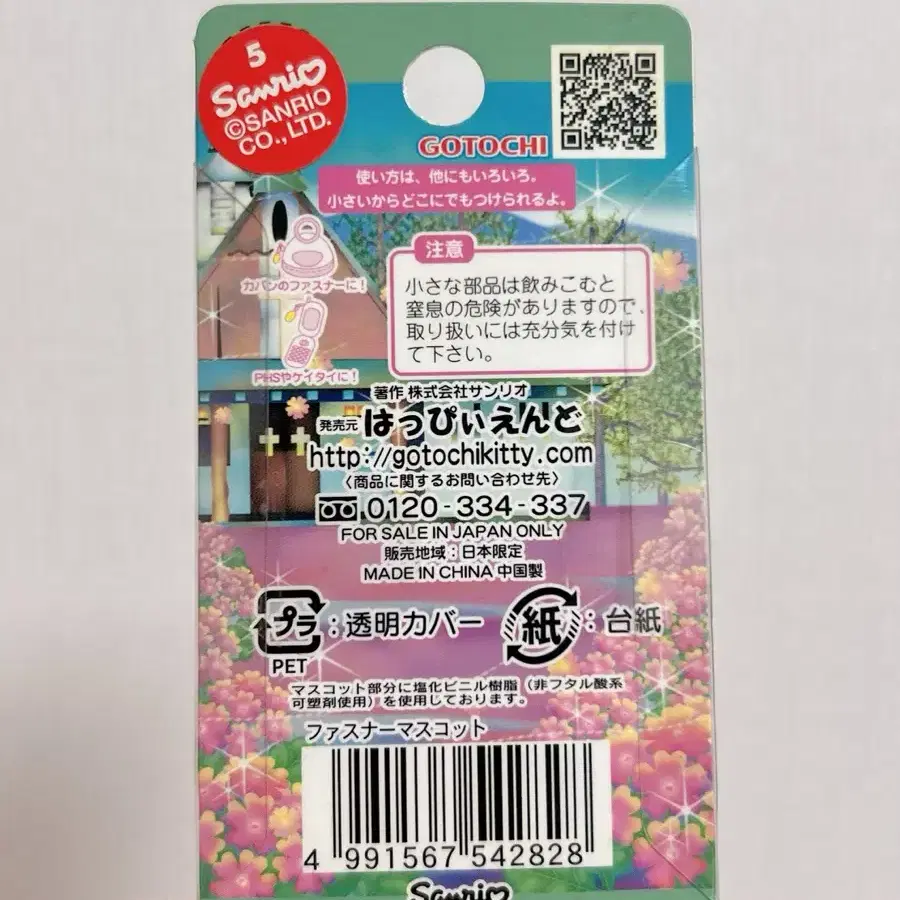 5
Sanrio
©SANRIO
CO.,LTD.
GOTOCHI
使い方は、他にもいろいろ。
小さいからどこにでもつけられるよ。
カバンのファスナーに!
PHSやケイタイに!
注意
小さな部品は飲みこむと
窒息の危険がありますので、
取り扱いには充分気を付け
て下さい。
著作 株式会社サンリオ
発売元 はっぴぃえんど
http://gotochikitty.com
〈商品に関するお問い合わせ先〉
0120-334-337
FOR SALE IN JAPAN ONLY
販売地域:日本限定
MADE IN CHINA 中国製
プラ:透明カバー
PET
紙:台紙
マスコット部分に塩化ビニル樹脂(非フタル酸系
可塑剤使用)を使用しております。
ファスナーマスコット
4 991567 542828
Sanrio